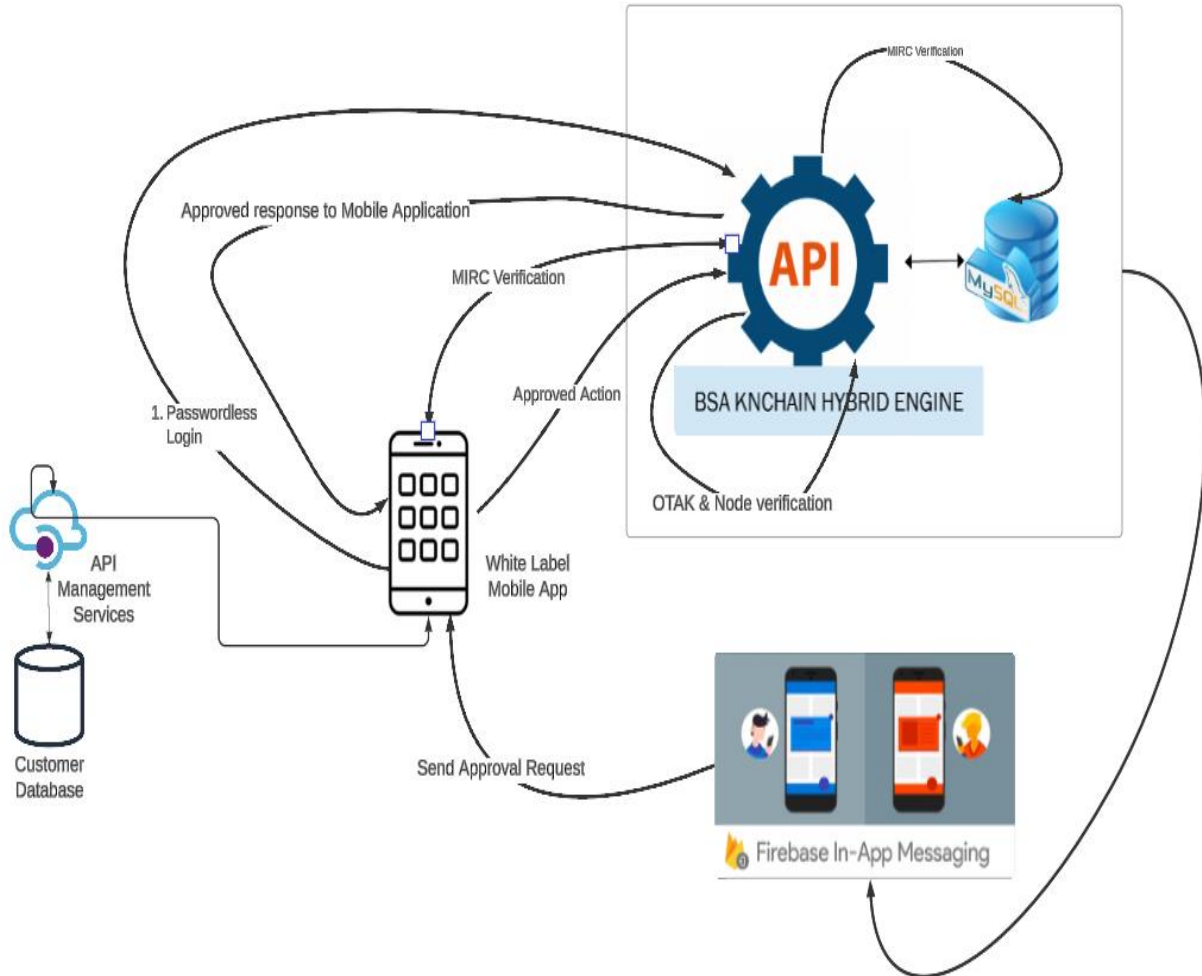 MIRC Verification
Approved response to Mobile Application
MIRC Verification
API
MySQL
Approved Action
BSA KNCHAIN HYBRID ENGINE
1. Passwordless
Login
OTAK & Node verification
White Label
Mobile App
API
Management
Services
Send Approval Request
Customer
Database
Firebase In-App Messaging